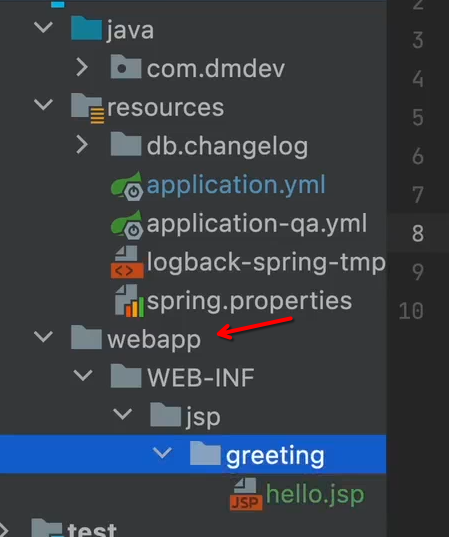 java
com.dmdev
resources
db.changelog
application.yml
application-qa.yml
logback-spring-tmp
spring.properties
webapp
WEB-INF
jsp
greeting
JSP hello.jsp
test
2
3
4
5
6
7
8
9
10